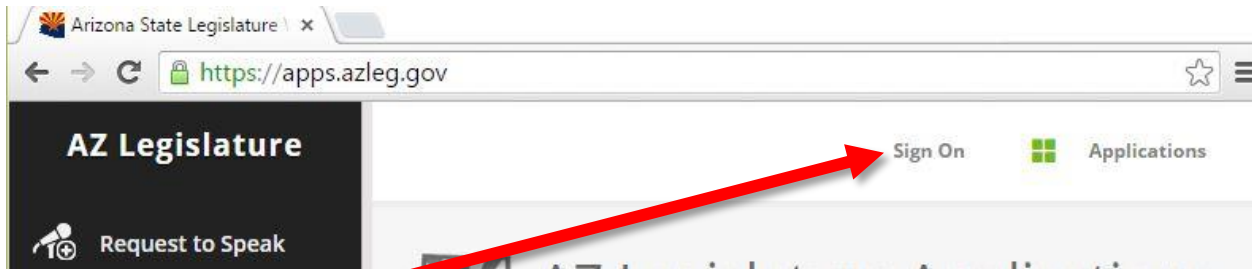 Arizona State Legislature
https://apps.azleg.gov
AZ Legislature
Sign On
Applications
Request to Speak